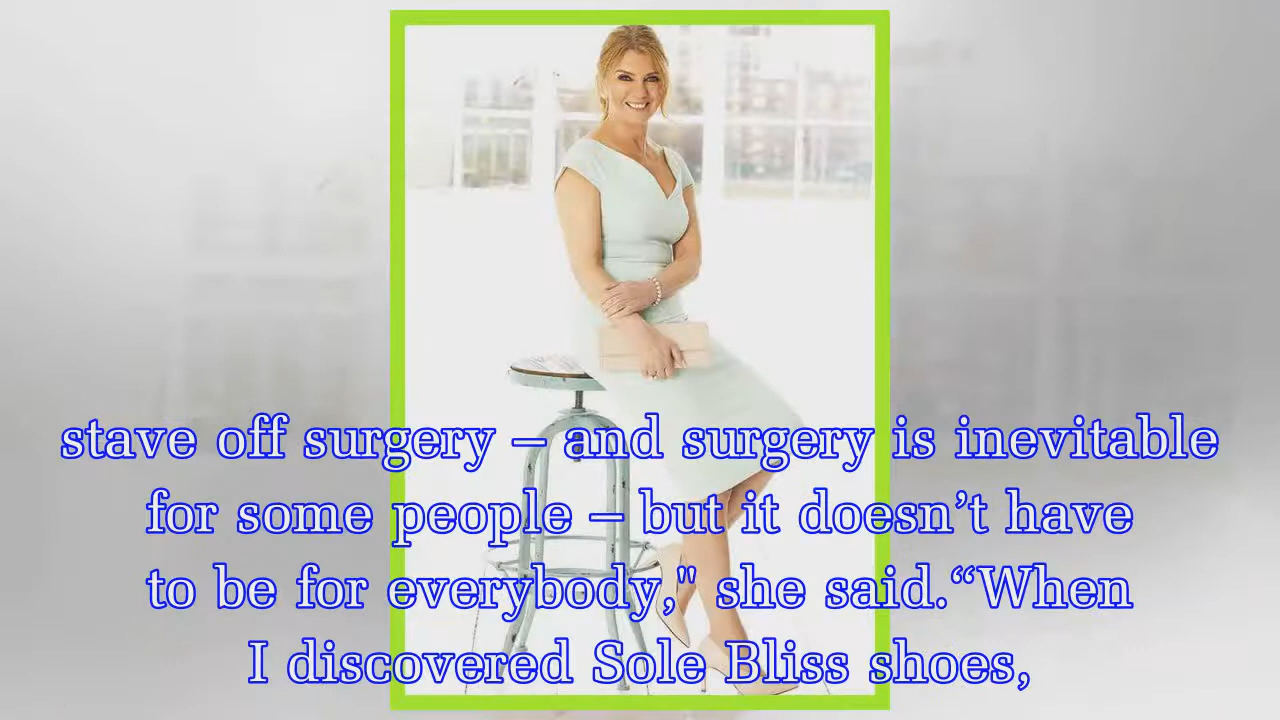 stave off surgery – and surgery is inevitable
for some people – but it doesn’t have
to be for everybody," she said.“When
I discovered Sole Bliss shoes,